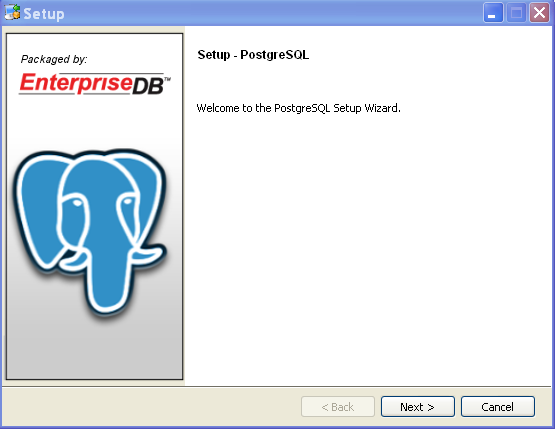 Setup
Packaged by:
EnterpriseDB™
Setup - PostgreSQL
Welcome to the PostgreSQL Setup Wizard.
< Back
Next >
Cancel